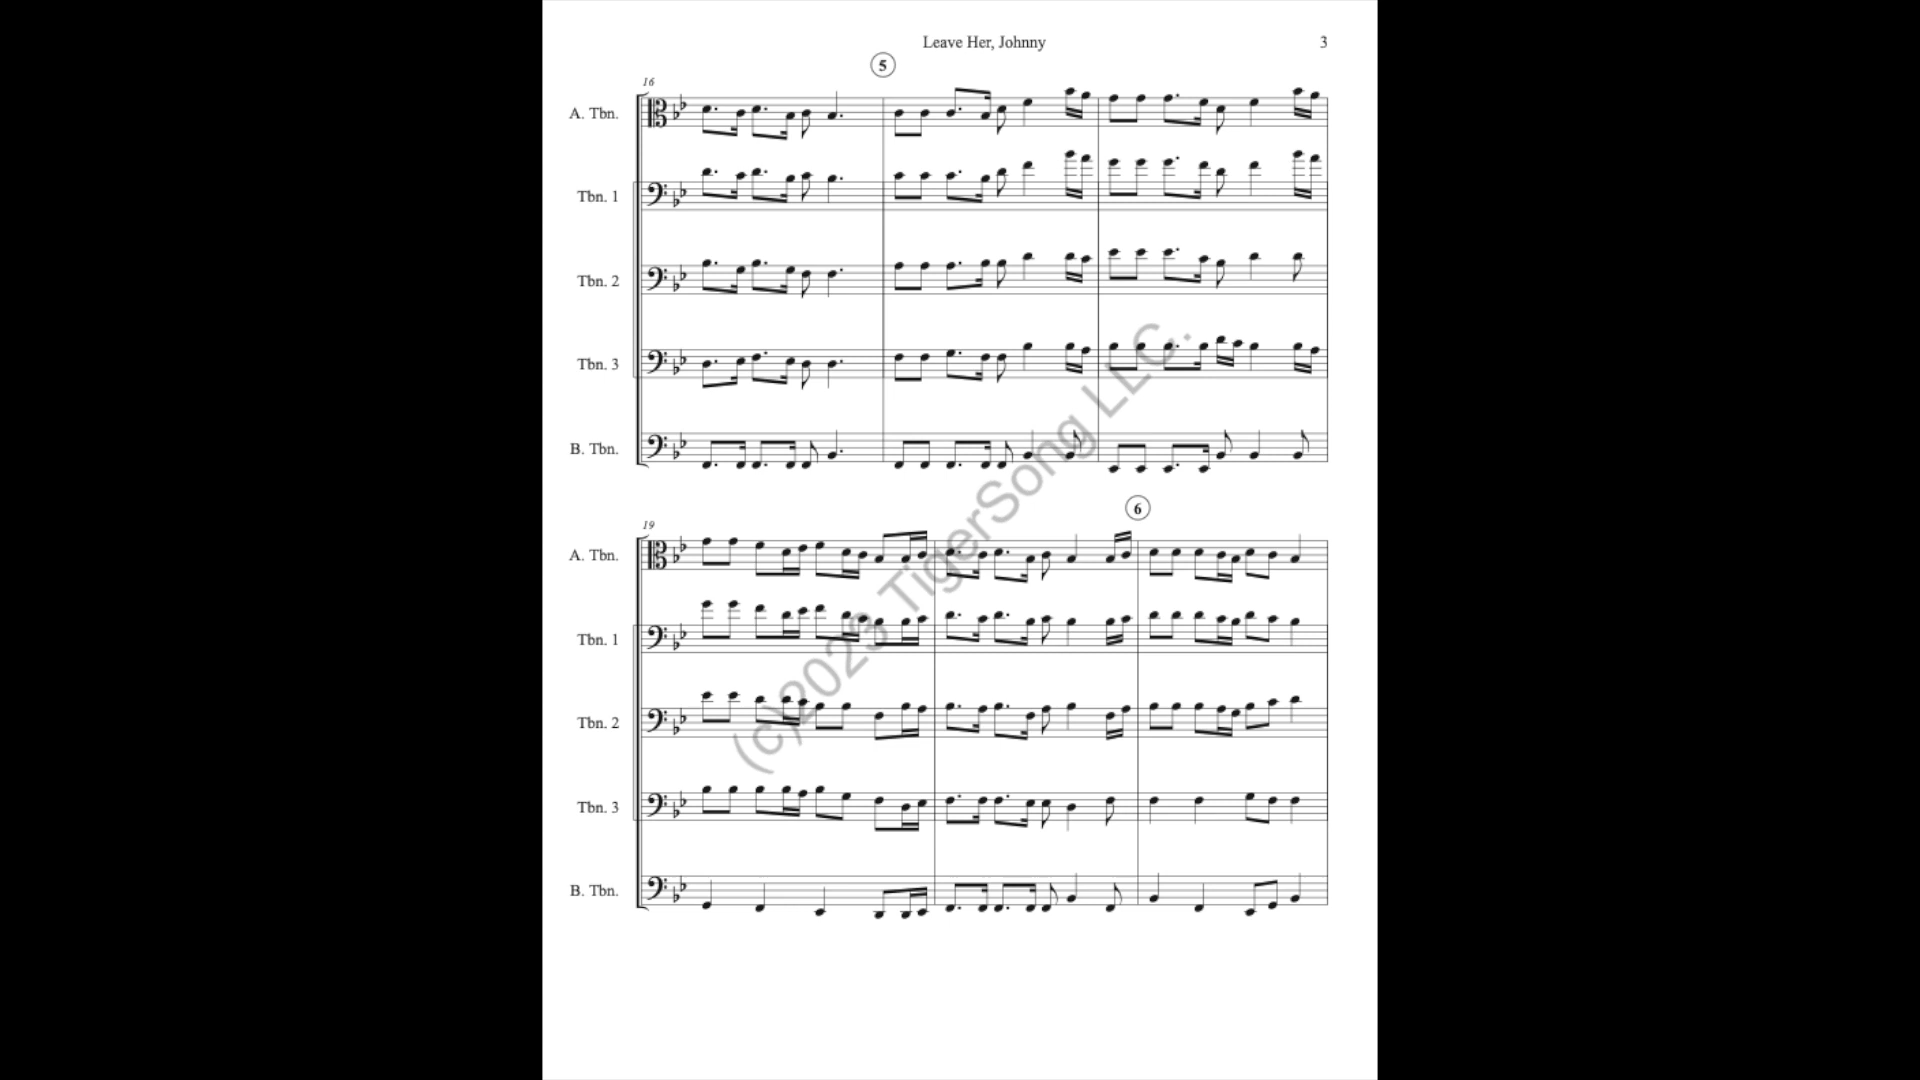 Leave Her, Johnny
3
5
16
A. Tbn.
Tbn. 1
Tbn. 2
Tbn. 3
B. Tbn.
6
19
A. Tbn.
Tbn. 1
Tbn. 2
Tbn. 3
B. Tbn.
(c)2023 TigerSong LLC.